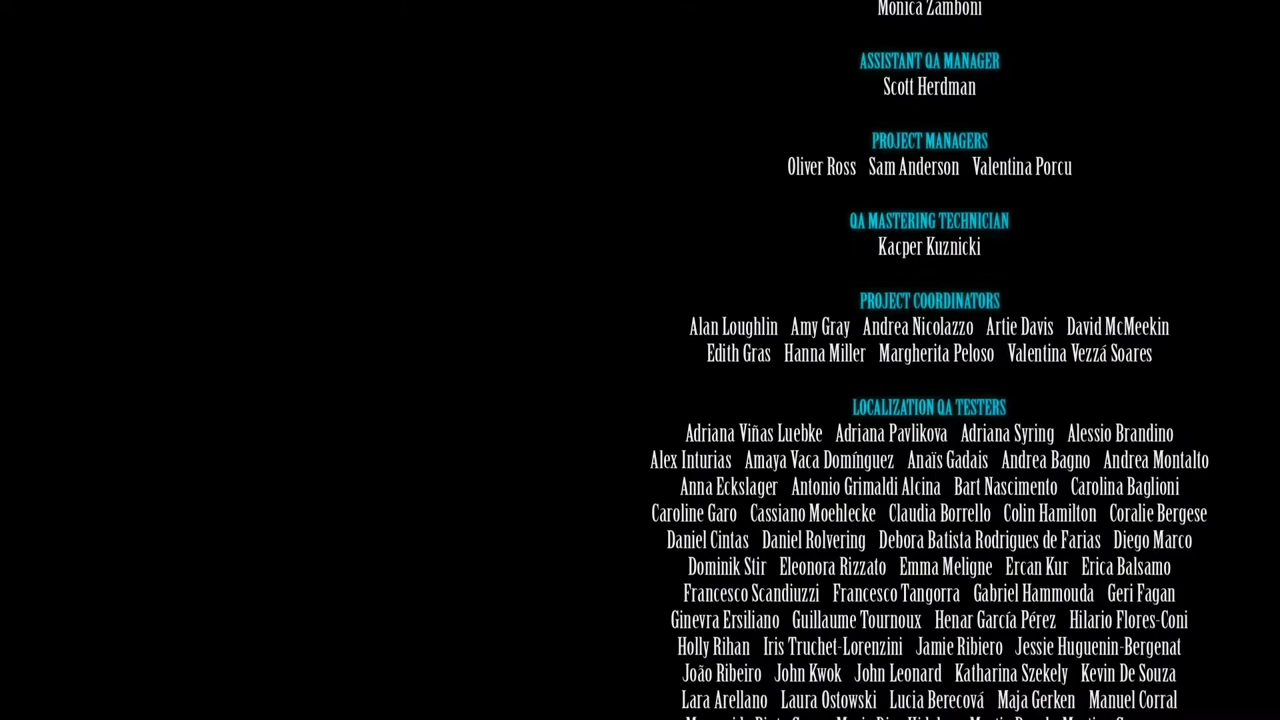 Monica Zamboni
ASSISTANT QA MANAGER
Scott Herdman
PROJECT MANAGERS
Oliver Ross Sam Anderson Valentina Porcu
QA MASTERING TECHNICIAN
Kacper Kuznicki
PROJECT COORDINATORS
Alan Loughlin Amy Gray Andrea Nicolazzo Artie Davis David McMeekin
Edith Gras Hanna Miller Margherita Peloso Valentina Vezzá Soares
LOCALIZATION QA TESTERS
Adriana Viñas Luebke Adriana Pavlikova Adriana Syring Alessio Brandino
Alex Inturias Amaya Vaca Domínguez Anaïs Gadais Andrea Bagno Andrea Montalto
Anna Eckslager Antonio Grimaldi Alcina Bart Nascimento Carolina Baglioni
Caroline Garo Cassiano Moehlecke Claudia Borrello Colin Hamilton Coralie Bergese
Daniel Cintas Daniel Rolvering Debora Batista Rodrigues de Farias Diego Marco
Dominik Stir Eleonora Rizzato Emma Meligne Ercan Kur Erica Balsamo
Francesco Scandiuzzi Francesco Tangorra Gabriel Hammouda Geri Fagan
Ginevra Ersiliano Guillaume Tournoux Henar García Pérez Hilario Flores-Coni
Holly Rihan Iris Truchet-Lorenzini Jamie Ribiero Jessie Huguenin-Bergenat
João Ribeiro John Kwok John Leonard Katharina Szekely Kevin De Souza
Lara Arellano Laura Ostowski Lucia Berecová Maja Gerken Manuel Corral